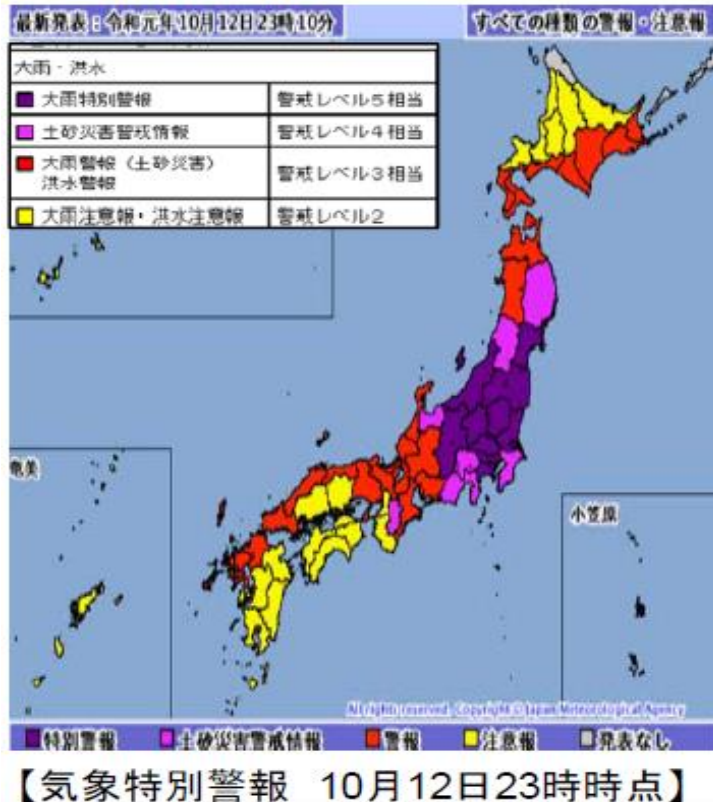 最新発表：令和元年10月12日23時10分
すべての種類の警報・注意報
大雨・洪水
大雨特別警報 警戒レベル5相当
土砂災害警戒情報 警戒レベル4相当
大雨警報（土砂災害）
洪水警報 警戒レベル3相当
大雨注意報・洪水注意報 警戒レベル2
奄美
小笠原
All rights reserved. Copyright © Japan Meteorological Agency
特別警報 土砂災害警戒情報 警報 注意報 発表なし
【気象特別警報 10月12日23時時点】